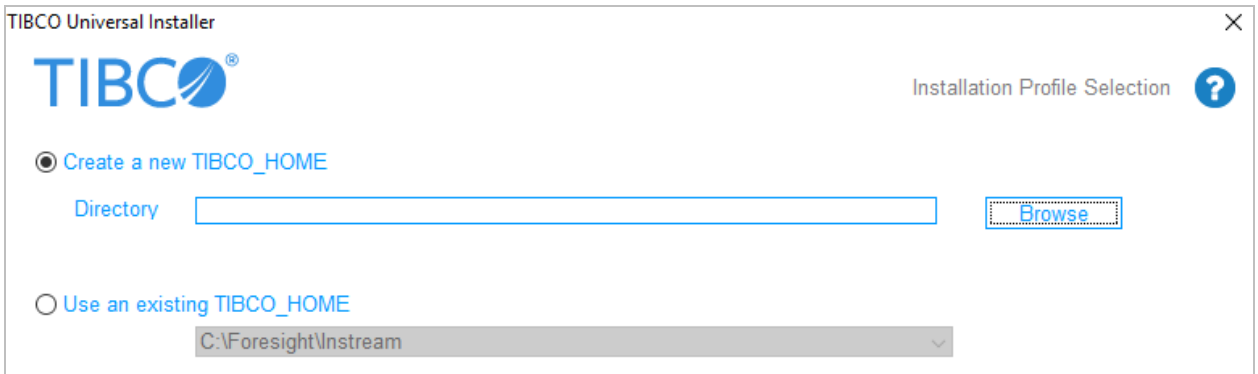 TIBCO Universal Installer
TIBCO®
Installation Profile Selection ?
Create a new TIBCO_HOME
Directory Browse
Use an existing TIBCO_HOME
C:\Foresight\Instream